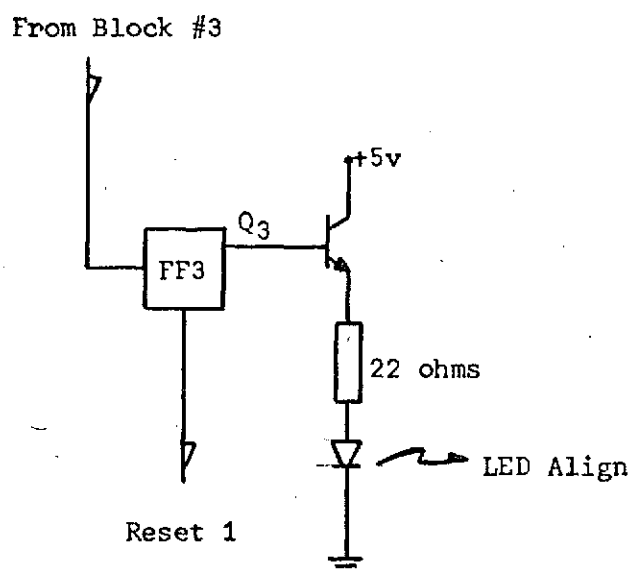 From Block #3
+5v
Q3
FF3
22 ohms
LED Align
Reset 1